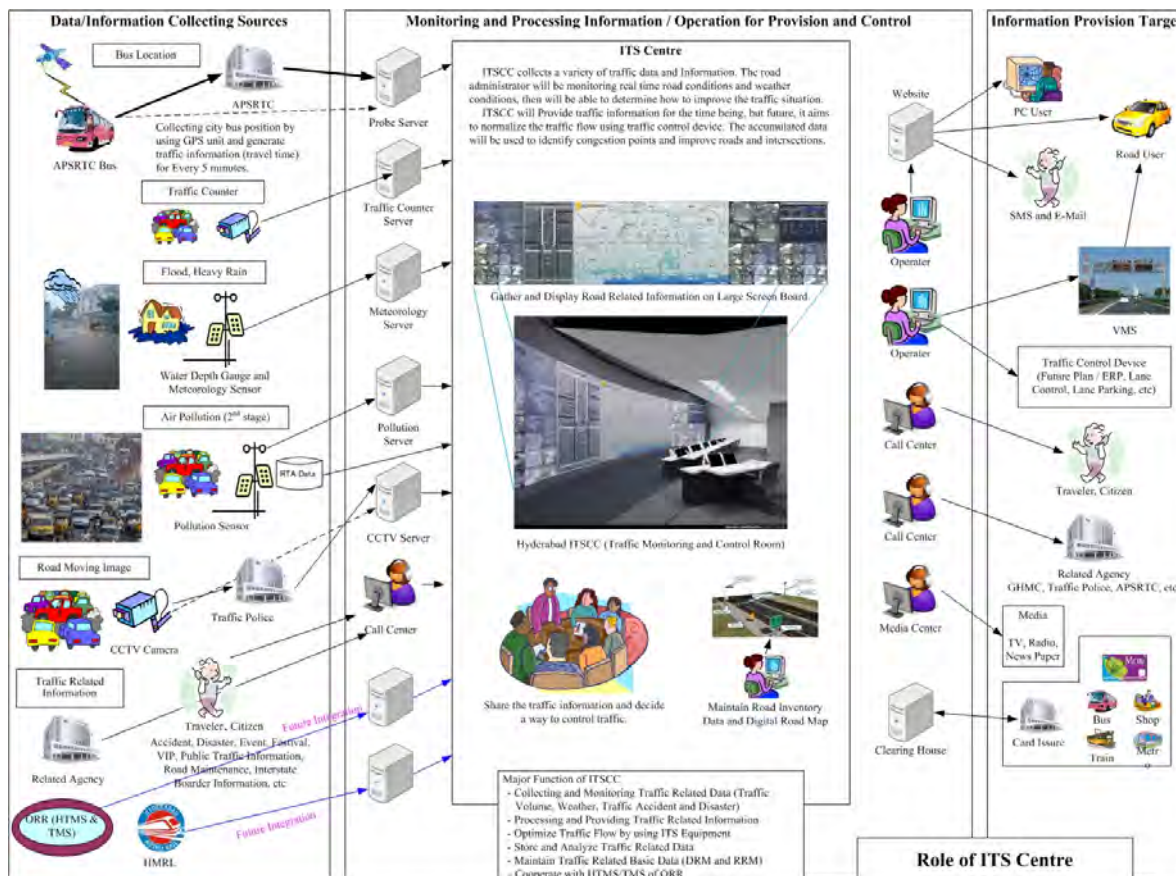 Data/Information Collecting Sources
Bus Location
APSRTC
APSRTC Bus
Collecting city bus position by
using GPS unit and generate
traffic information (travel time)
for Every 5 minutes.
Traffic Counter
Flood, Heavy Rain
Water Depth Gauge and
Meteorology Sensor
Air Pollution (2nd stage)
RTA Data
Pollution Sensor
Road Moving Image
Traffic Police
CCTV Camera
Traffic Related
Information
Traveler, Citizen
Accident, Disaster, Event, Festival,
VIP, Public Traffic Information,
Road Maintenance, Interstate
Boarder Information, etc
Related Agency
ORR (HTMS &
TMS)
HMRL
Future Integration
Future Integration
Monitoring and Processing Information / Operation for Provision and Control
Probe Server
Traffic Counter
Server
Meteorology
Server
Pollution
Server
CCTV Server
Call Center
ITS Centre
ITSCC collects a variety of traffic data and Information. The road
administrator will be monitoring real time road conditions and weather
conditions, then will be able to determine how to improve the traffic situation.
ITSCC will Provide traffic information for the time being, but future, it aims
to normalize the traffic flow using traffic control device. The accumulated data
will be used to identify congestion points and improve roads and intersections.
Gather and Display Road Related Information on Large Screen Board
Hyderabad ITSCC (Traffic Monitoring and Control Room)
Share the traffic information and decide
a way to control traffic.
Maintain Road Inventory
Data and Digital Road Map
Major Function of ITSCC
- Collecting and Monitoring Traffic Related Data (Traffic
Volume, Weather, Traffic Accident and Disaster)
- Processing and Providing Traffic Related Information
- Optimize Traffic Flow by using ITS Equipment
- Store and Analyze Traffic Related Data
- Maintain Traffic Related Basic Data (DRM and RRM)
- Cooperate with HTMS/TMS of ORR
Website
Operater
Operater
Call Center
Call Center
Media Center
Clearing House
Information Provision Target
PC User
Road User
SMS and E-Mail
VMS
Traffic Control Device
(Future Plan / ERP, Lane
Control, Lane Parking, etc)
Traveler, Citizen
Related Agency
GHMC, Traffic Police, APSRTC, etc
Media
TV, Radio,
News Paper
Card Issure
Bus
Shop
Train
Metr
o
Role of ITS Centre